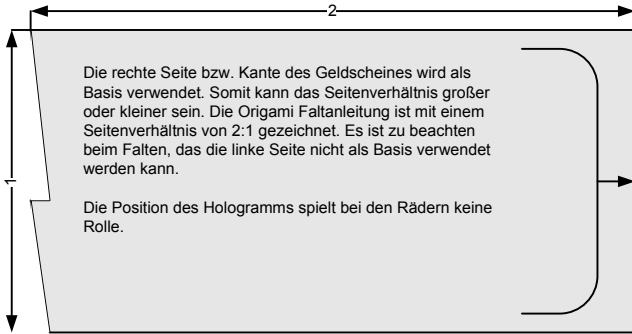 2
Die rechte Seite bzw. Kante des Geldscheines wird als
Basis verwendet. Somit kann das Seitenverhältnis großer
oder kleiner sein. Die Origami Faltanleitung ist mit einem
Seitenverhältnis von 2:1 gezeichnet. Es ist zu beachten
beim Falten, das die linke Seite nicht als Basis verwendet
werden kann.
1
Die Position des Hologramms spielt bei den Rädern keine
Rolle.